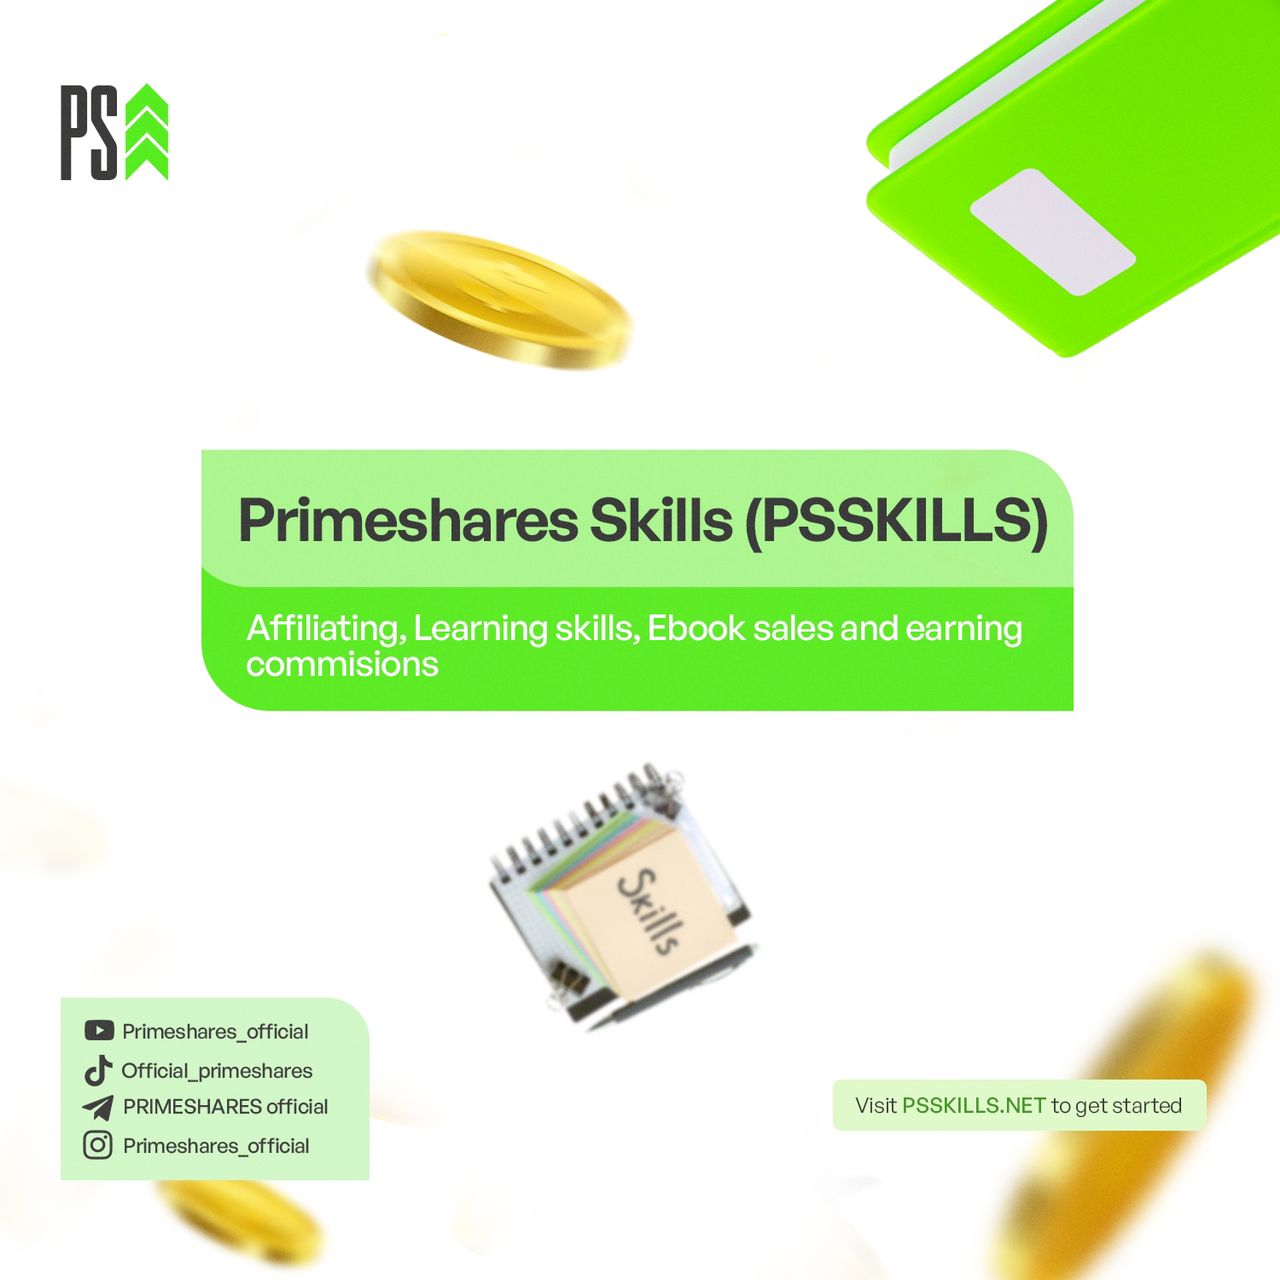 PS
Primeshares Skills (PSSKILLS)
Affiliating, Learning skills, Ebook sales and earning
commisions
Skills
Primeshares_official
Official_primeshares
PRIMESHARES official
Primeshares_official
Visit PSSKILLS.NET to get started